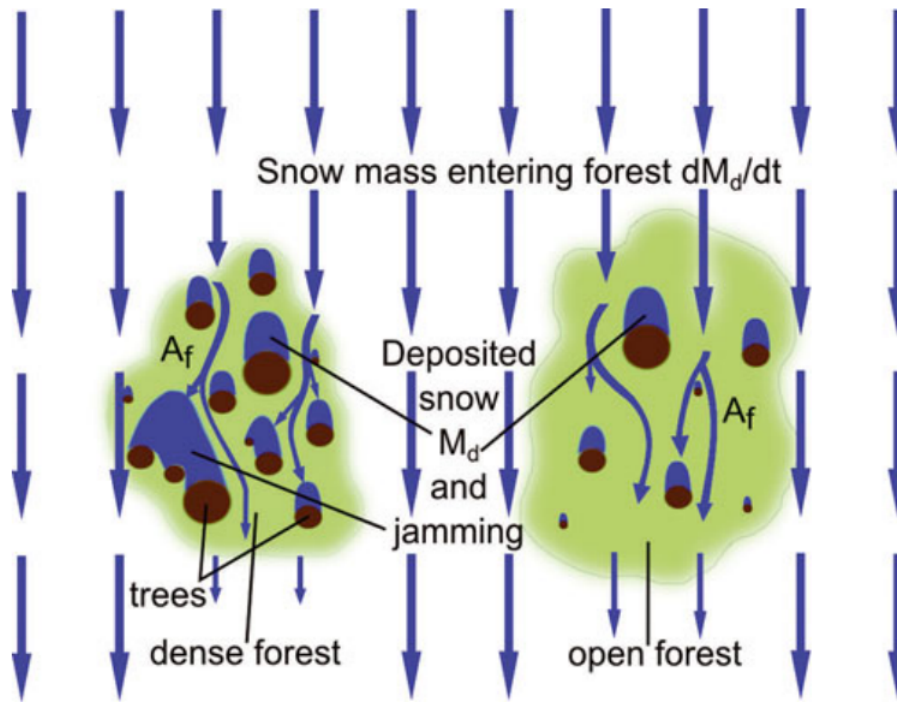 Snow mass entering forest dM_d/dt
A_f
Deposited
snow
M_d
and
jamming
A_f
trees
dense forest
open forest